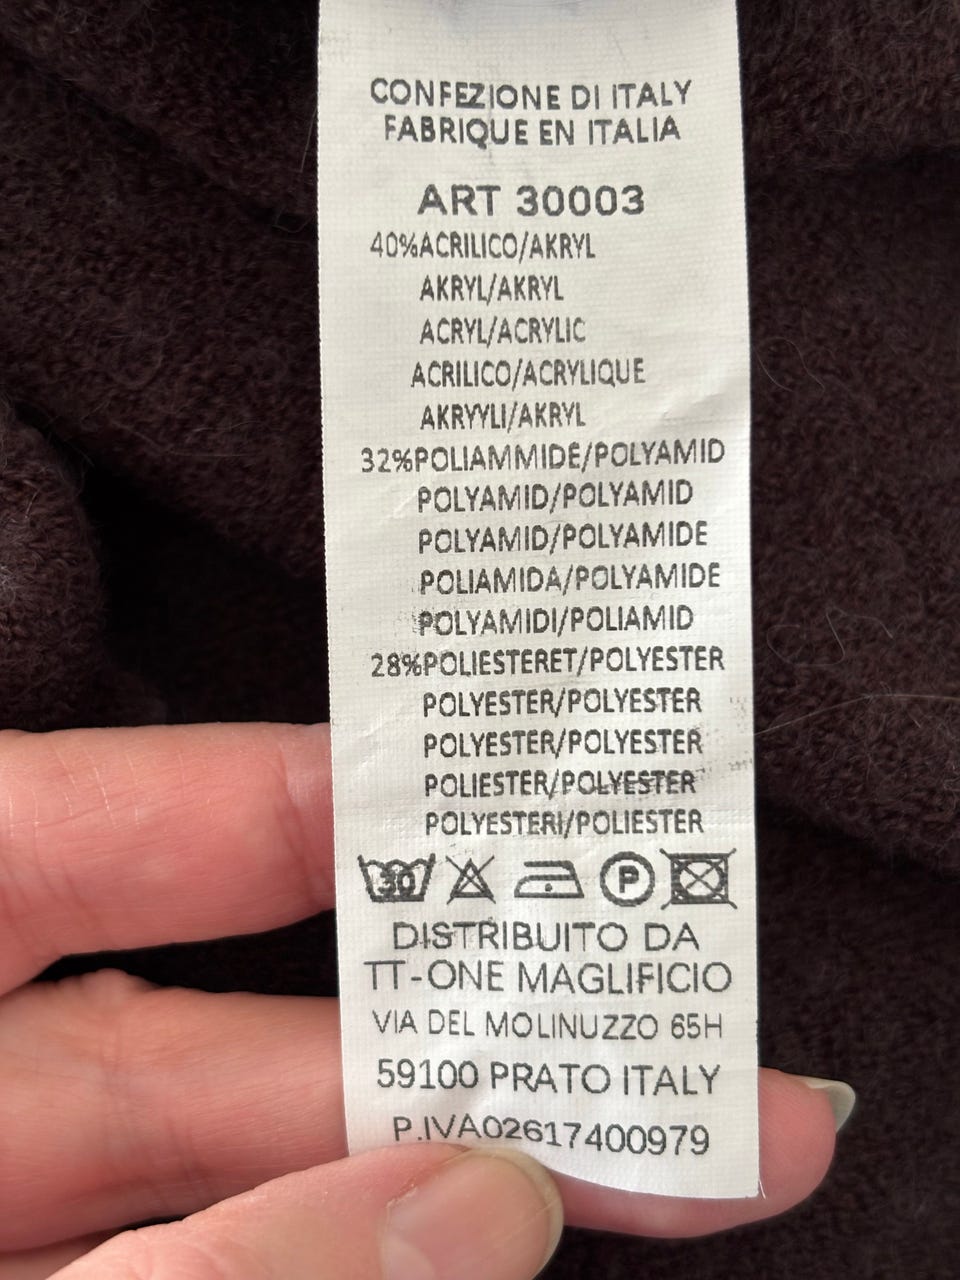 CONFEZIONE DI ITALY
FABRIQUE EN ITALIA
ART 30003
40%ACRILICO/AKRYL
AKRYL/AKRYL
ACRYL/ACRYLIC
ACRILICO/ACRYLIQUE
AKRYYLI/AKRYL
32%POLIAMMIDE/POLYAMID
POLYAMID/POLYAMID
POLYAMID/POLYAMIDE
POLIAMIDA/POLYAMIDE
POLYAMIDI/POLIAMID
28%POLIESTERET/POLYESTER
POLYESTER/POLYESTER
POLYESTER/POLYESTER
POLIESTER/POLYESTER
POLYESTERI/POLIESTER
30 P
DISTRIBUITO DA
TT-ONE MAGLIFICIO
VIA DEL MOLINUZZO 65H
59100 PRATO ITALY
P.IVA02617400979